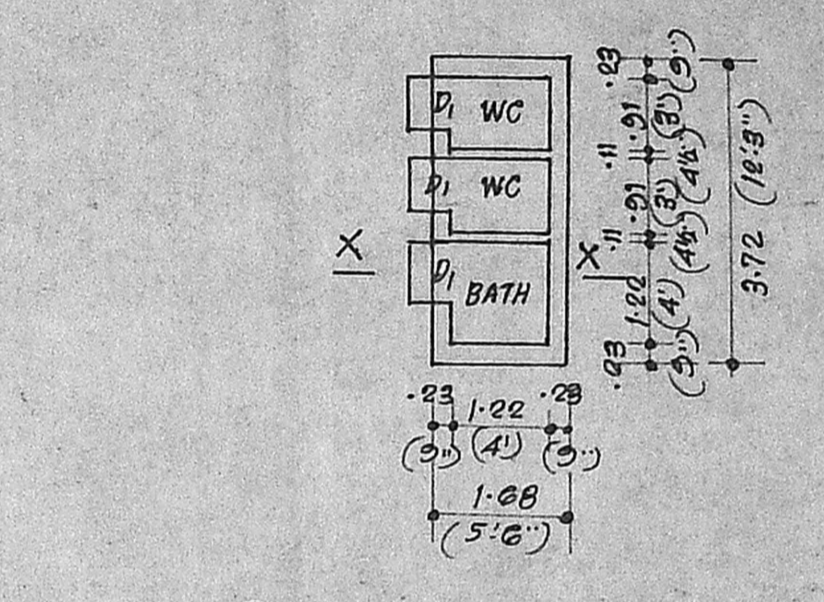 D1 WC
D1 WC
D1 BATH
X
X
.23 (9")
.91 (3')
.11 (4½")
.91 (3')
.11 (4½")
1.22 (4')
.23 (9")
3.72 (12'3")
.23 1.22 .23
(9") (4') (9")
1.68
(5'6")